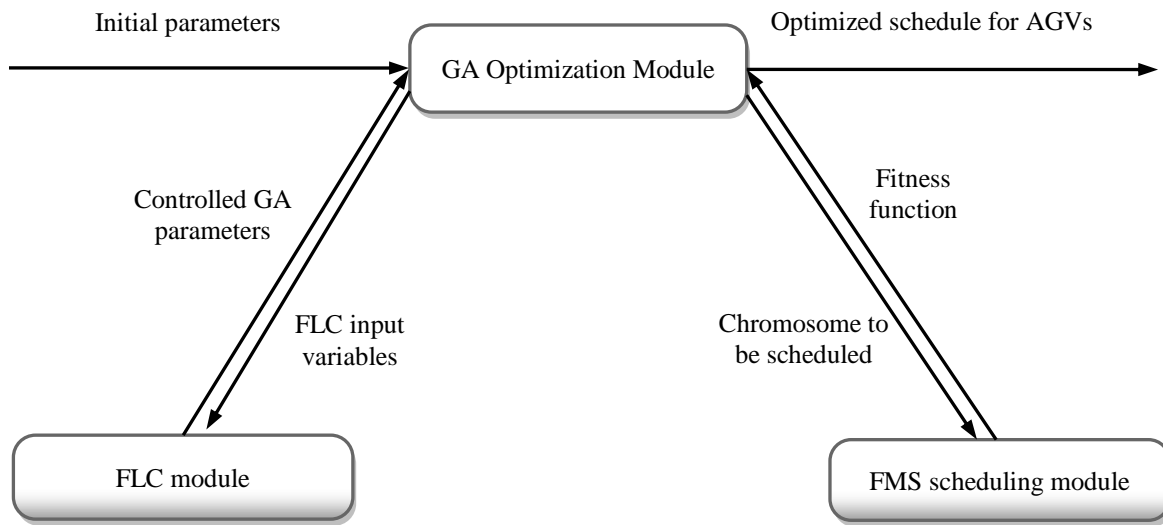 Initial parameters
Optimized schedule for AGVs
GA Optimization Module
Controlled GA
parameters
Fitness
function
FLC input
variables
Chromosome to
be scheduled
FLC module
FMS scheduling module